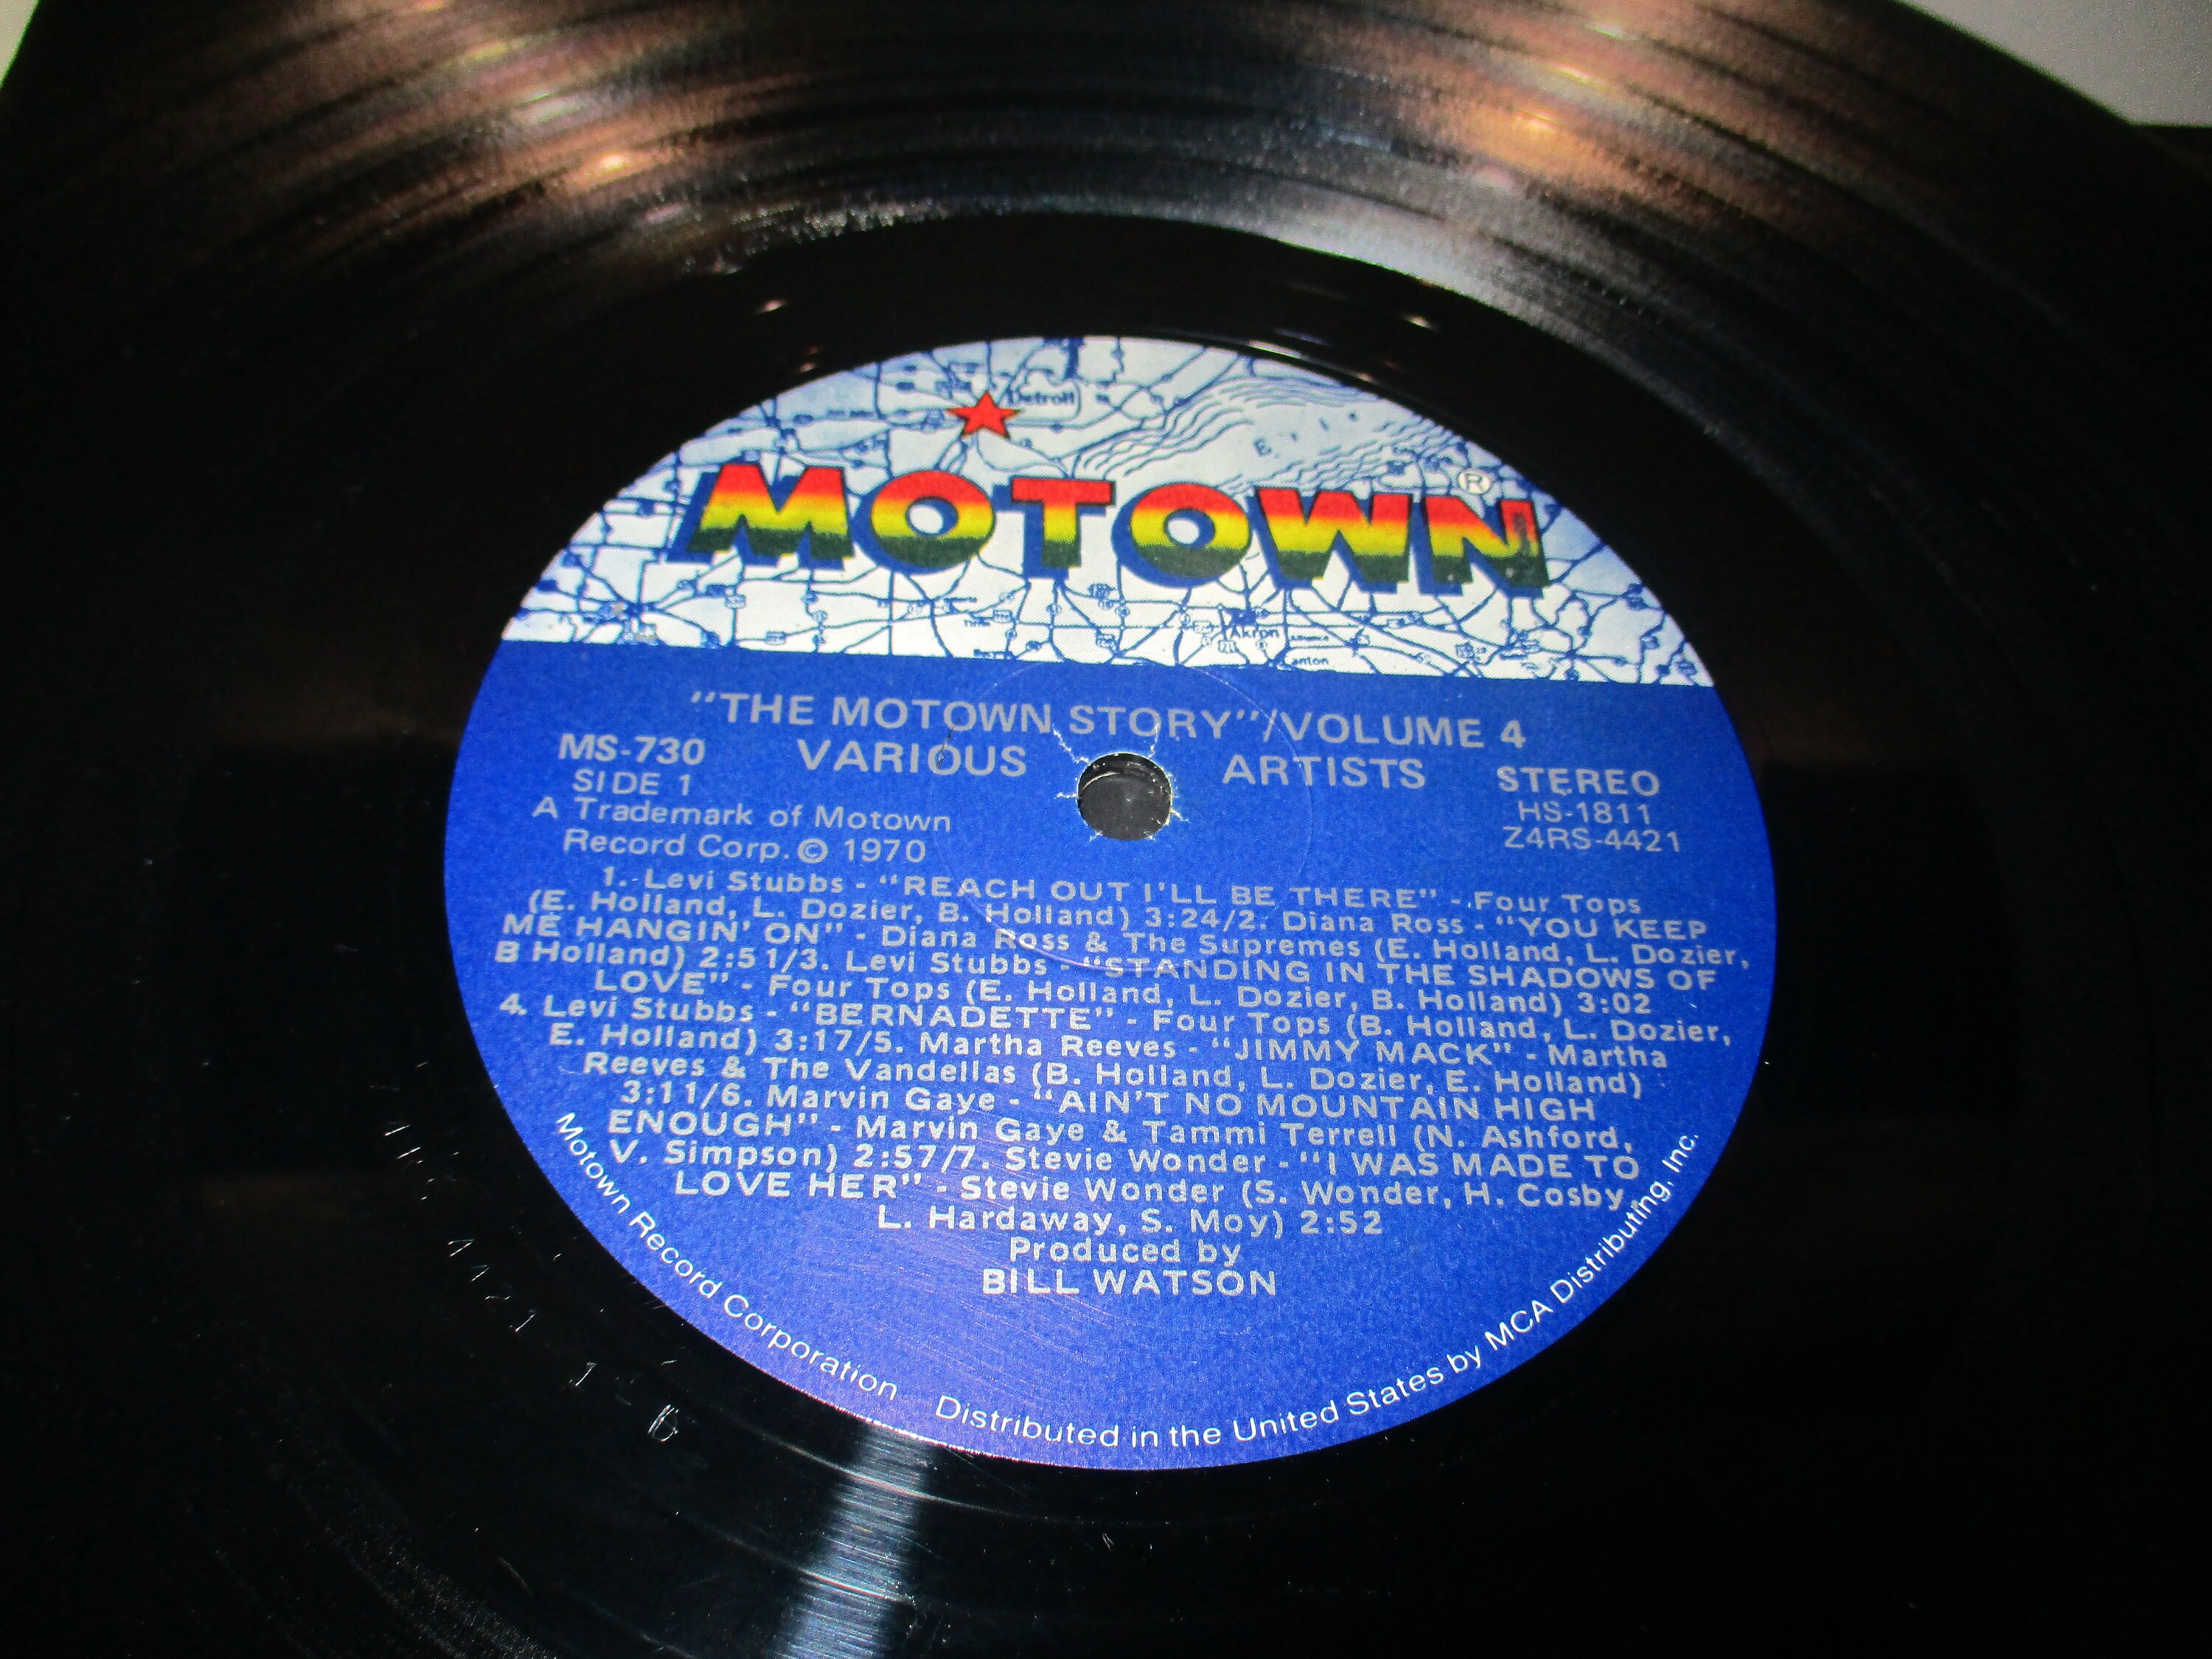 Detroit
E r i e
MOTOWN®
Akron
Canton
"THE MOTOWN STORY"/VOLUME 4
MS-730 VARIOUS ARTISTS STEREO
SIDE 1 HS-1811
A Trademark of Motown Z4RS-4421
Record Corp. © 1970
1. Levi Stubbs - "REACH OUT I'LL BE THERE" - Four Tops
(E. Holland, L. Dozier, B. Holland) 3:24/2. Diana Ross - "YOU KEEP
ME HANGIN' ON" - Diana Ross & The Supremes (E. Holland, L. Dozier,
B Holland) 2:51/3. Levi Stubbs - "STANDING IN THE SHADOWS OF
LOVE" - Four Tops (E. Holland, L. Dozier, B. Holland) 3:02
4. Levi Stubbs - "BERNADETTE" - Four Tops (B. Holland, L. Dozier,
E. Holland) 3:17/5. Martha Reeves - "JIMMY MACK" - Martha
Reeves & The Vandellas (B. Holland, L. Dozier, E. Holland)
3:11/6. Marvin Gaye - "AIN'T NO MOUNTAIN HIGH
ENOUGH" - Marvin Gaye & Tammi Terrell (N. Ashford,
V. Simpson) 2:57/7. Stevie Wonder - "I WAS MADE TO
LOVE HER" - Stevie Wonder (S. Wonder, H. Cosby,
L. Hardaway, S. Moy) 2:52
Produced by
BILL WATSON
Motown Record Corporation Distributed in the United States by MCA Distributing, Inc.